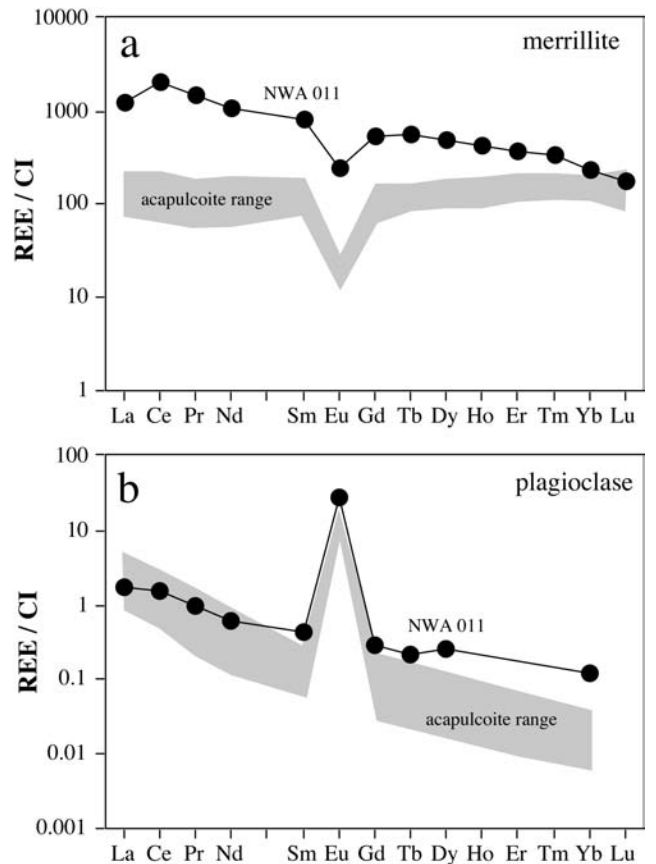 10000
a
merrillite
1000
NWA 011
REE / CI
100
acapulcoite range
10
1
La Ce Pr Nd Sm Eu Gd Tb Dy Ho Er Tm Yb Lu
100
b
plagioclase
10
REE / CI
1
NWA 011
0.1
acapulcoite range
0.01
0.001
La Ce Pr Nd Sm Eu Gd Tb Dy Ho Er Tm Yb Lu